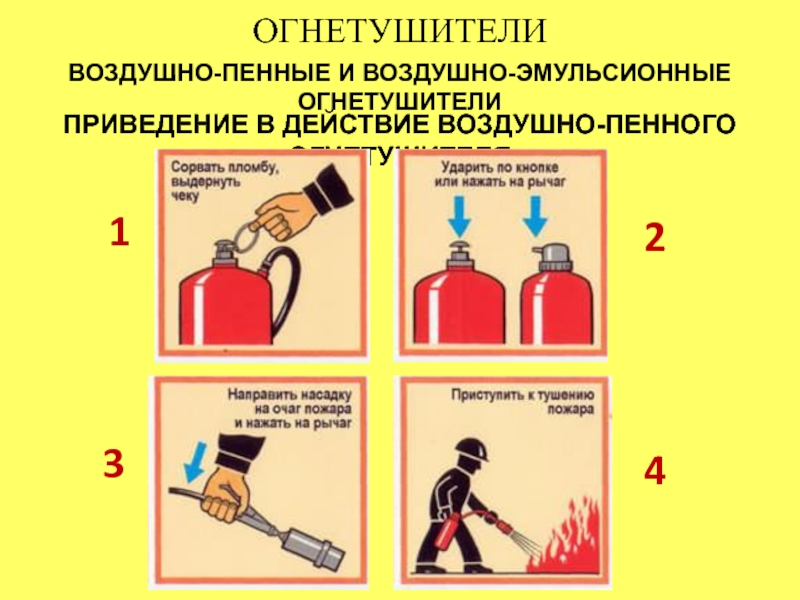 ОГНЕТУШИТЕЛИ
ВОЗДУШНО-ПЕННЫЕ И ВОЗДУШНО-ЭМУЛЬСИОННЫЕ
ОГНЕТУШИТЕЛИ
ПРИВЕДЕНИЕ В ДЕЙСТВИЕ ВОЗДУШНО-ПЕННОГО
1
Сорвать пломбу,
выдернуть
чеку
Ударить по кнопке
или нажать на рычаг
2
3
Направить насадку
на очаг пожара
и нажать на рычаг
Приступить к тушению
пожара
4